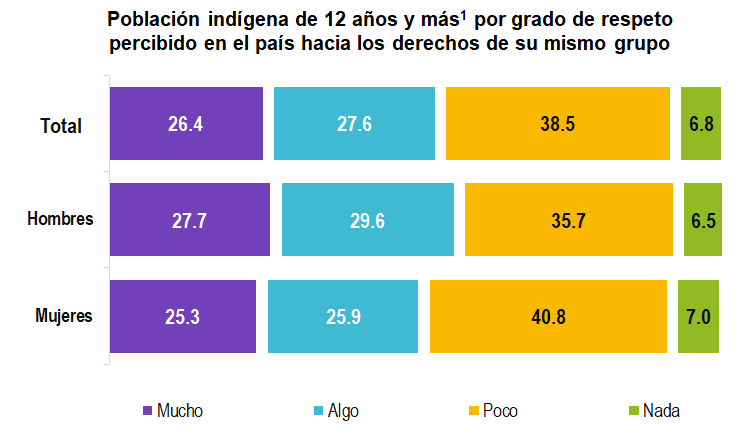 Población indígena de 12 años y más¹ por grado de respeto
percibido en el país hacia los derechos de su mismo grupo
Total 26.4 27.6 38.5 6.8
Hombres 27.7 29.6 35.7 6.5
Mujeres 25.3 25.9 40.8 7.0
Mucho Algo Poco Nada